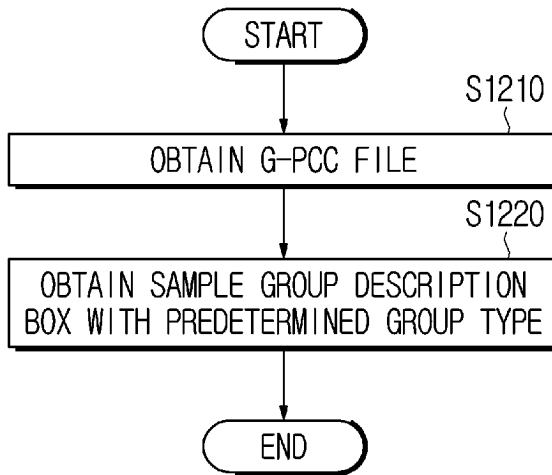 START
S1210
OBTAIN G-PCC FILE
S1220
OBTAIN SAMPLE GROUP DESCRIPTION
BOX WITH PREDETERMINED GROUP TYPE
END